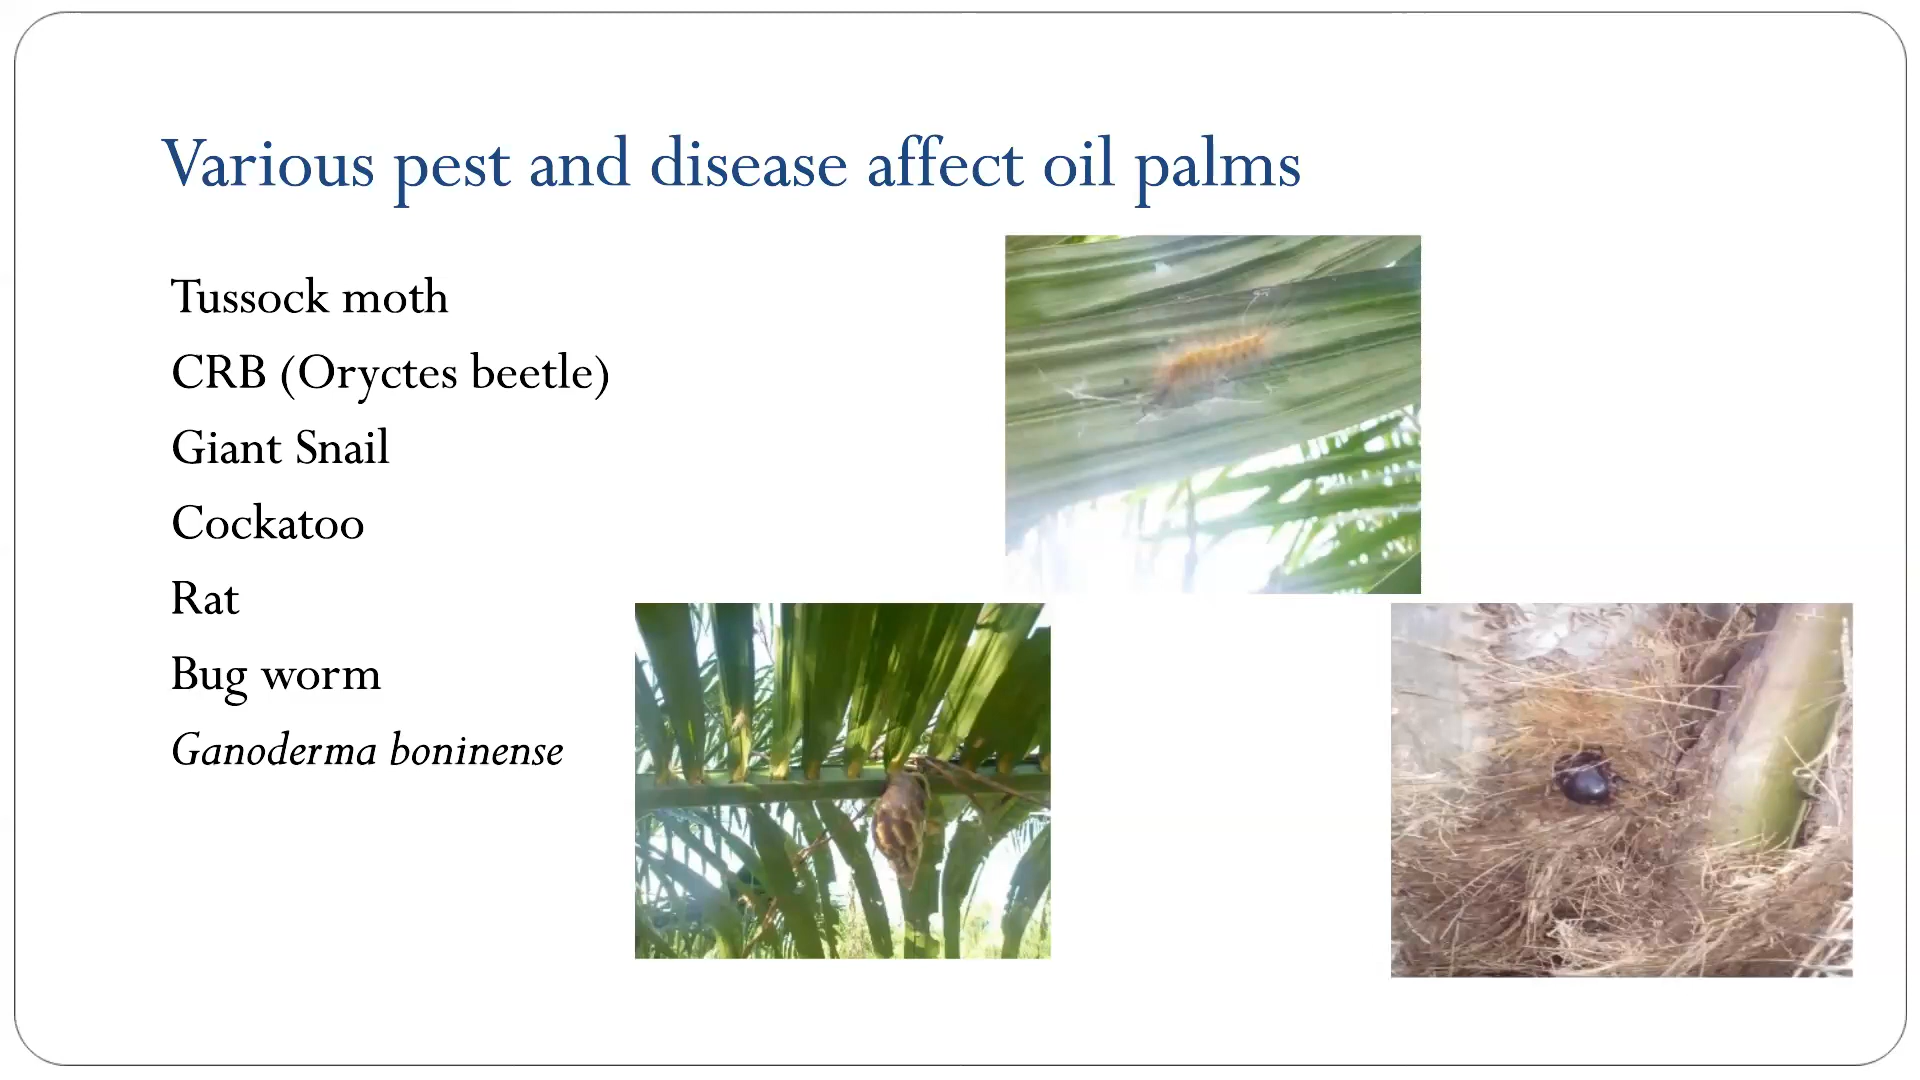 Various pest and disease affect oil palms
Tussock moth
CRB (Oryctes beetle)
Giant Snail
Cockatoo
Rat
Bug worm
Ganoderma boninense